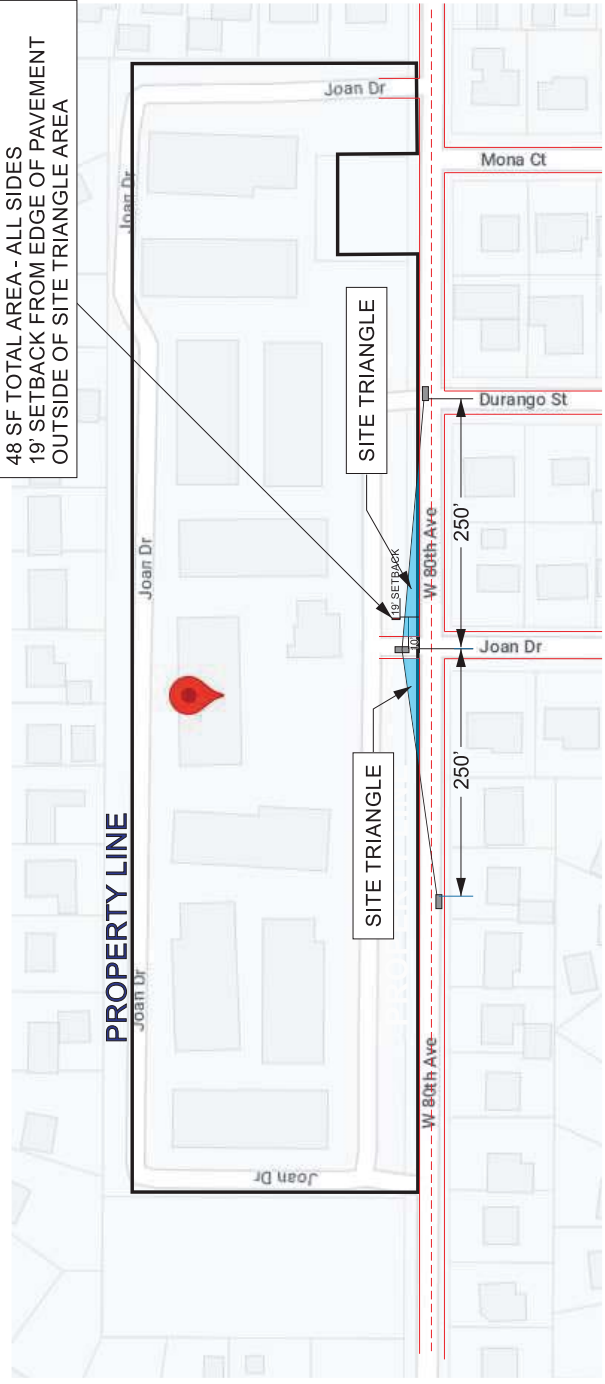 48 SF TOTAL AREA - ALL SIDES
19' SETBACK FROM EDGE OF PAVEMENT
OUTSIDE OF SITE TRIANGLE AREA
Joan Dr
Joan Dr
Mona Ct
SITE TRIANGLE
Durango St
W 80th Ave
250'
Joan Dr
19' SETBACK
10'
Joan Dr
SITE TRIANGLE
250'
PROPERTY LINE
Joan Dr
W 80th Ave
Joan Dr